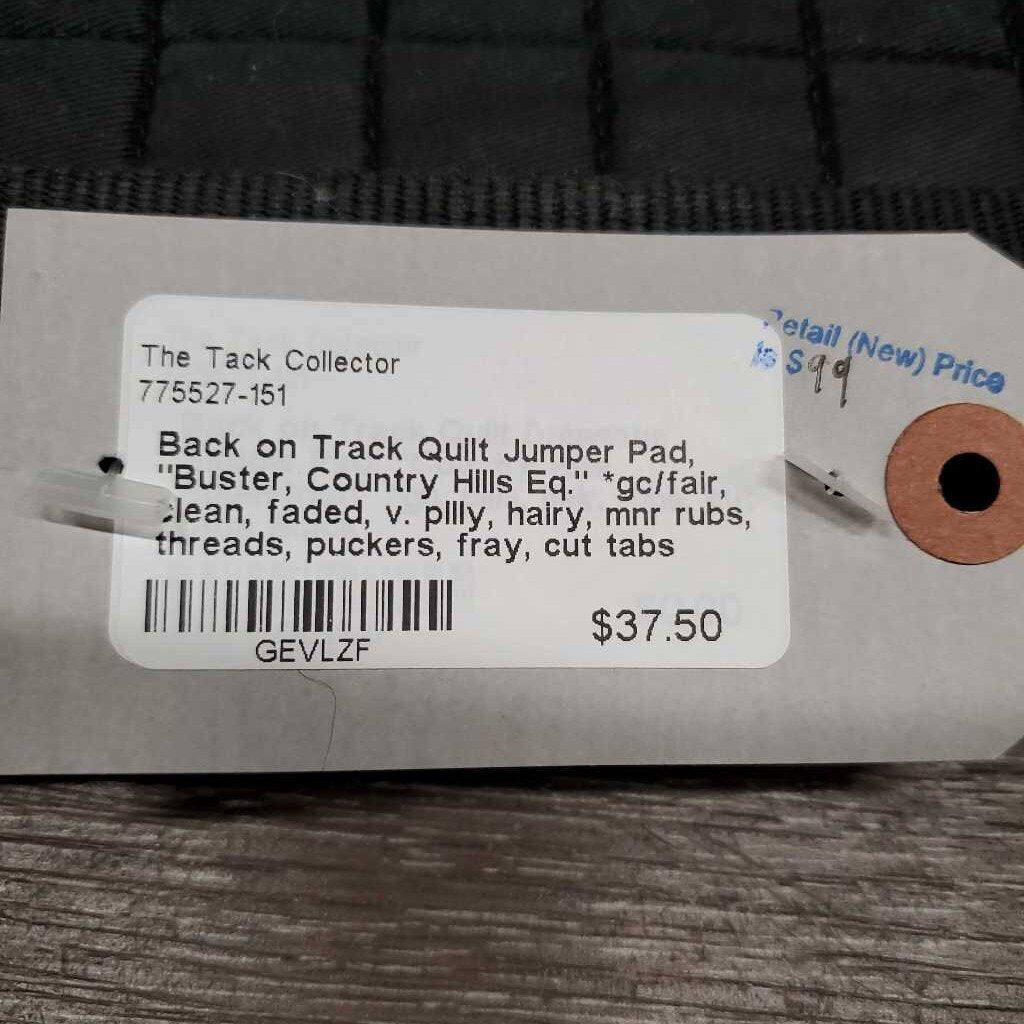 The Tack Collector
775527-151
Back on Track Quilt Jumper Pad,
"Buster, Country Hills Eq." *gc/fair,
clean, faded, v. pilly, hairy, mnr rubs,
threads, puckers, fray, cut tabs
GEVLZF
$37.50
Retail (New) Price
is $99